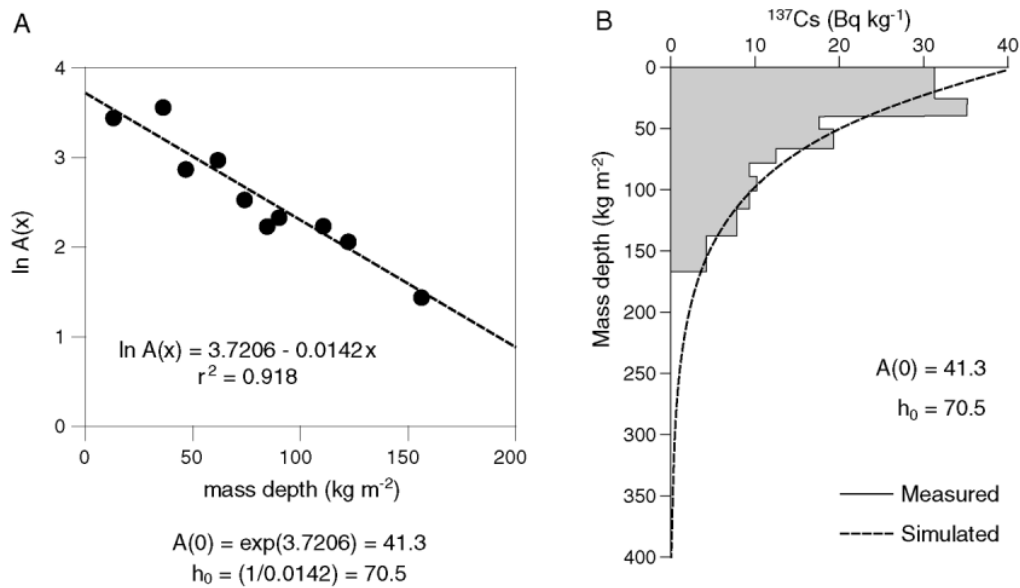 A
4
3
2
1
0
ln A(x)
ln A(x) = 3.7206 - 0.0142x
r² = 0.918
0 50 100 150 200
mass depth (kg m⁻²)
A(0) = exp(3.7206) = 41.3
h₀ = (1/0.0142) = 70.5
B
¹³⁷Cs (Bq kg⁻¹)
0 10 20 30 40
0
50
100
150
200
250
300
350
400
Mass depth (kg m⁻²)
A(0) = 41.3
h₀ = 70.5
Measured
Simulated